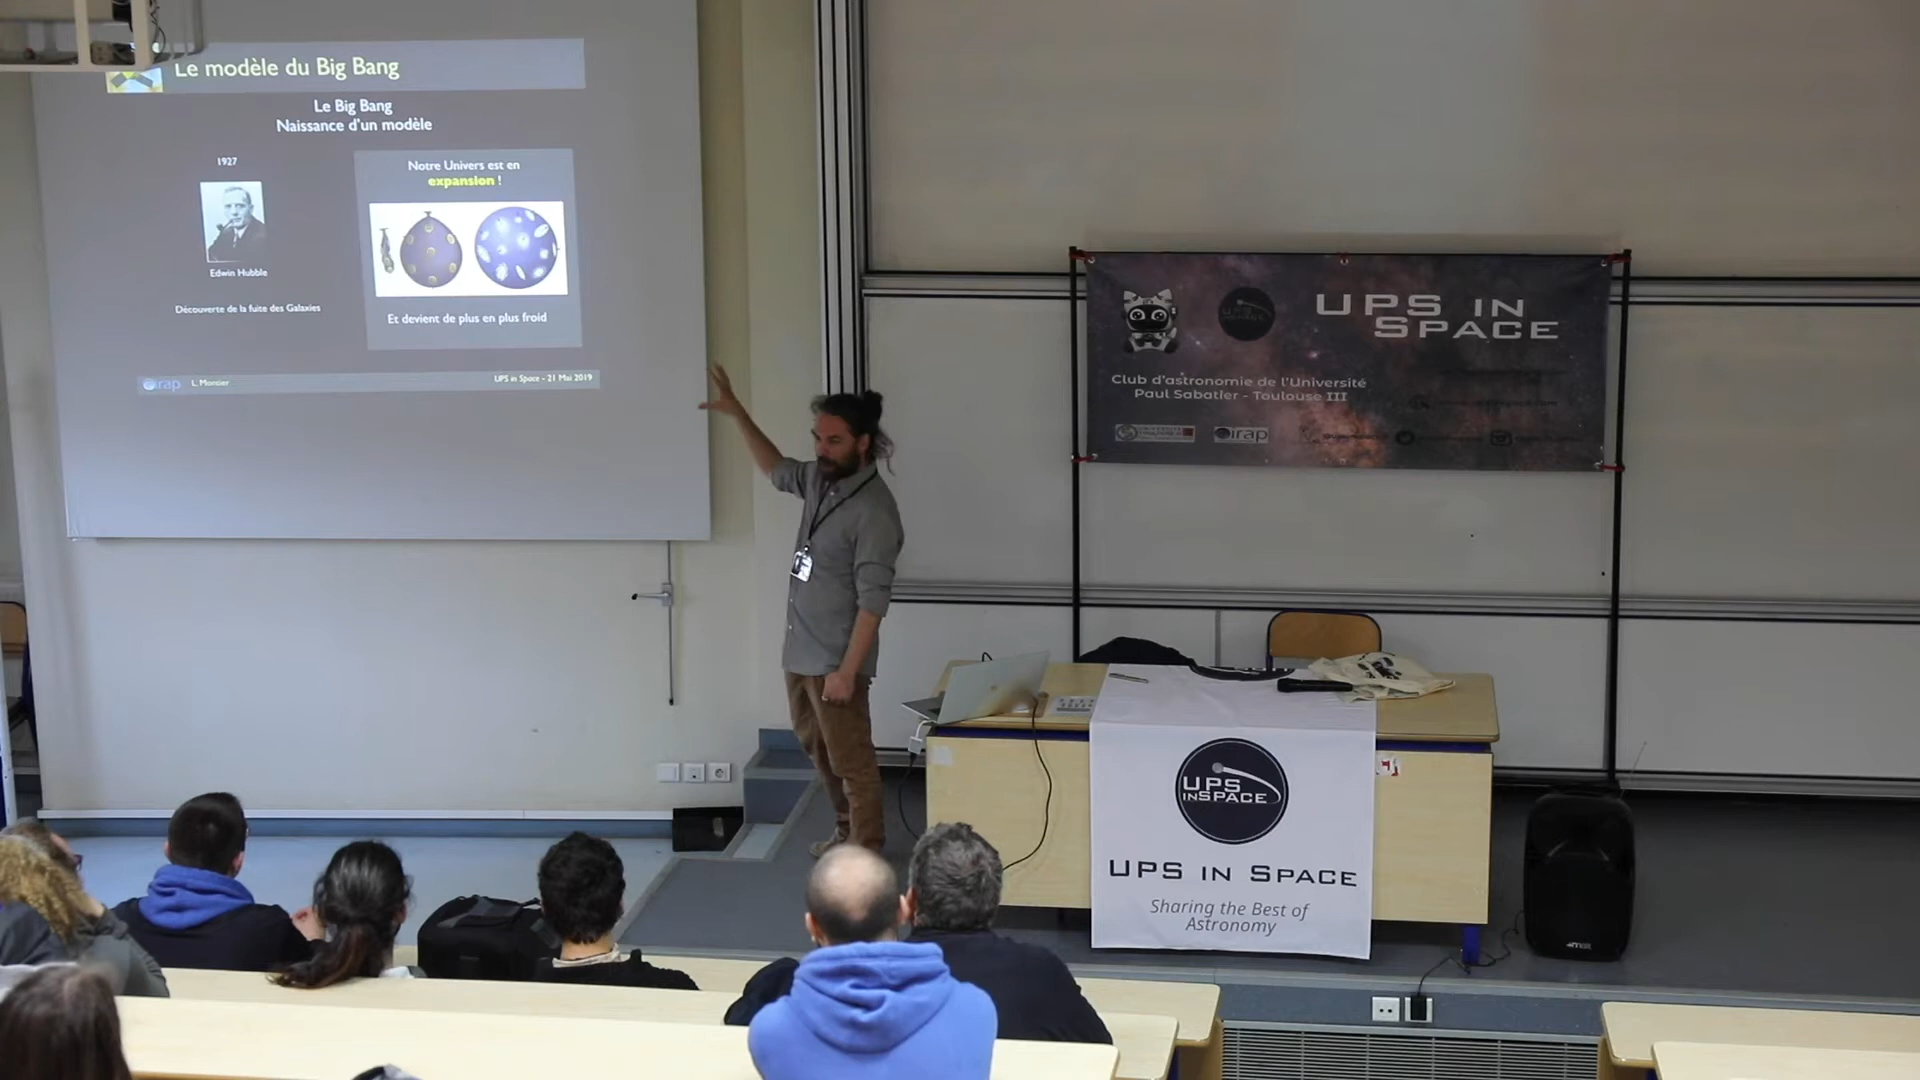 Le modèle du Big Bang
Le Big Bang
Naissance d'un modèle
1927
Edwin Hubble
Découverte de la fuite des Galaxies
Notre Univers est en
expansion !
Et devient de plus en plus froid
irap
L. Montier
UPS in Space - 21 Mai 2019
UPS IN
SPACE
Club d'astronomie de l'Université
Paul Sabatier - Toulouse III
irap
UPS
INSPACE
UPS IN SPACE
Sharing the Best of
Astronomy